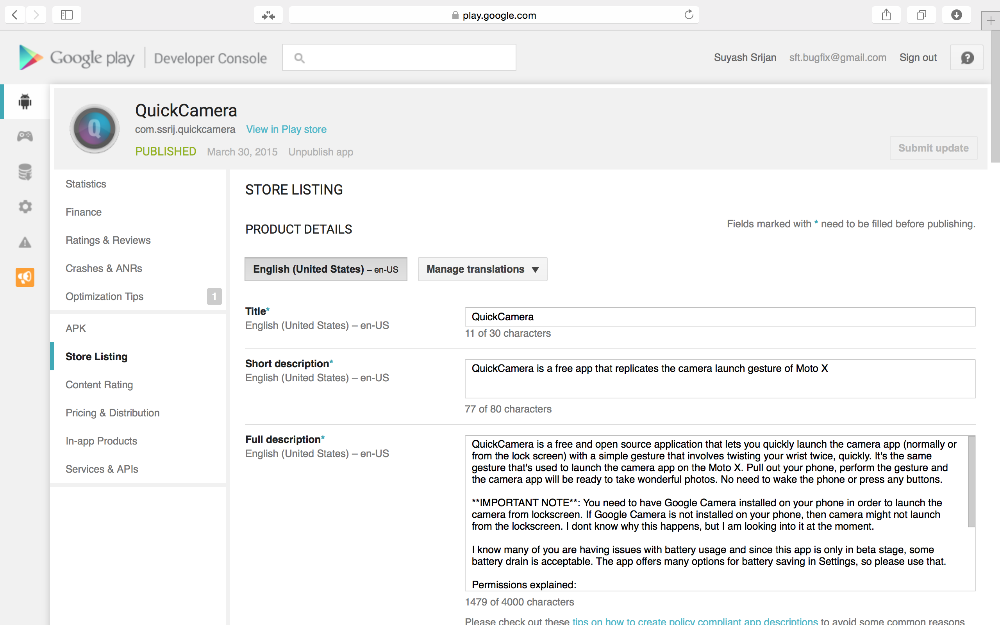 play.google.com
Google play | Developer Console
Suyash Srijan sft.bugfix@gmail.com Sign out
QuickCamera
com.ssrij.quickcamera View in Play store
PUBLISHED March 30, 2015 Unpublish app
Submit update
Statistics
Finance
Ratings & Reviews
Crashes & ANRs
Optimization Tips 1
APK
Store Listing
Content Rating
Pricing & Distribution
In-app Products
Services & APIs
STORE LISTING
PRODUCT DETAILS
Fields marked with * need to be filled before publishing.
English (United States) – en-US
Manage translations
Title*
English (United States) – en-US
QuickCamera
11 of 30 characters
Short description*
English (United States) – en-US
QuickCamera is a free app that replicates the camera launch gesture of Moto X
77 of 80 characters
Full description*
English (United States) – en-US
QuickCamera is a free and open source application that lets you quickly launch the camera app (normally or
from the lock screen) with a simple gesture that involves twisting your wrist twice, quickly. It's the same
gesture that's used to launch the camera app on the Moto X. Pull out your phone, perform the gesture and
the camera app will be ready to take wonderful photos. No need to wake the phone or press any buttons.
**IMPORTANT NOTE**: You need to have Google Camera installed on your phone in order to launch the
camera from lockscreen. If Google Camera is not installed on your phone, then camera might not launch
from the lockscreen. I dont know why this happens, but I am looking into it at the moment.
I know many of you are having issues with battery usage and since this app is only in beta stage, some
battery drain is acceptable. The app offers many options for battery saving in Settings, so please use that.
Permissions explained:
1479 of 4000 characters
Please check out these tips on how to create policy compliant app descriptions to avoid some common reasons